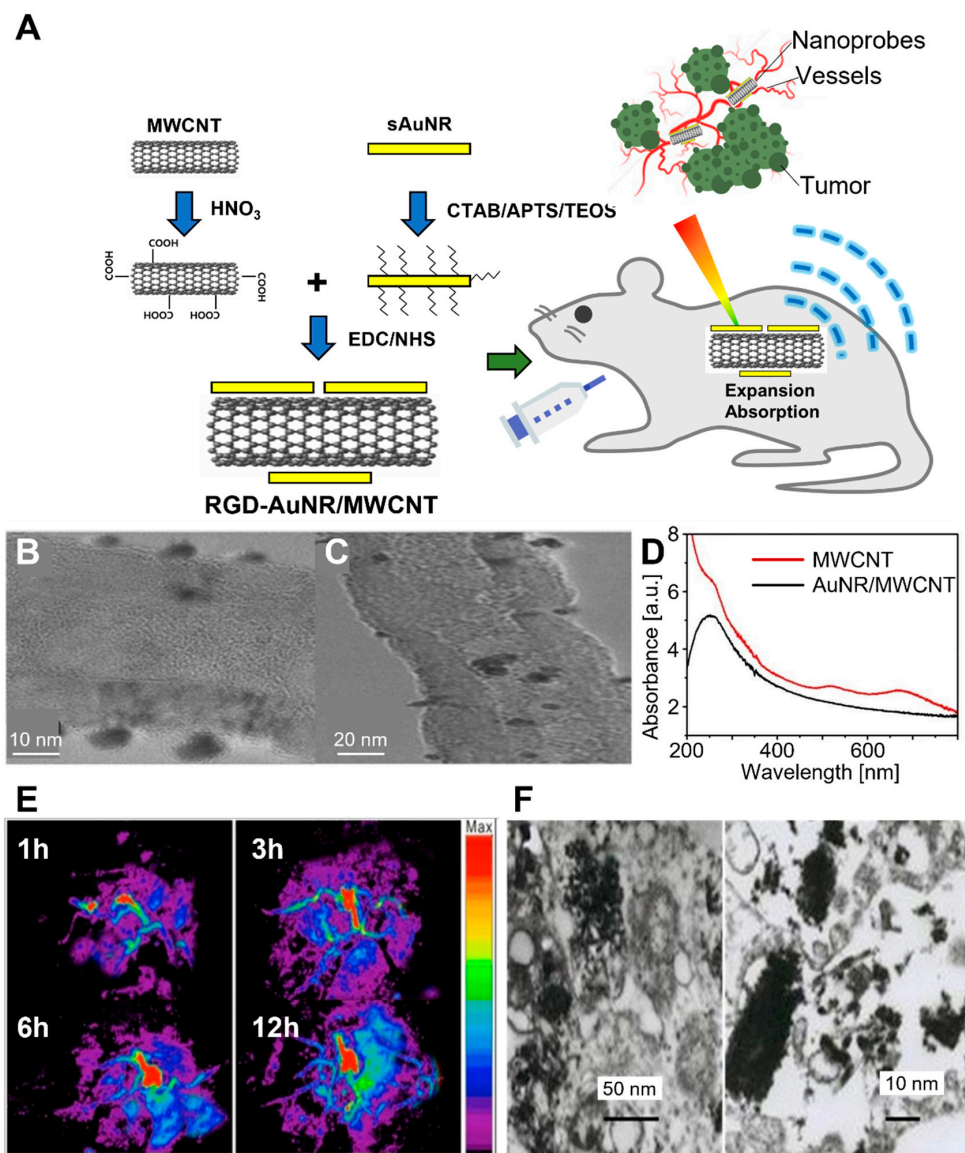 A
Nanoprobes
Vessels
Tumor
MWCNT
sAuNR
HNO3
CTAB/APTS/TEOS
COOH
COOH
COOH
COOH
COOH
+
EDC/NHS
Expansion
Absorption
RGD-AuNR/MWCNT
B
10 nm
C
20 nm
D
MWCNT
AuNR/MWCNT
Absorbance [a.u.]
8
6
4
2
200
400
600
Wavelength [nm]
E
1h
3h
6h
12h
Max
F
50 nm
10 nm